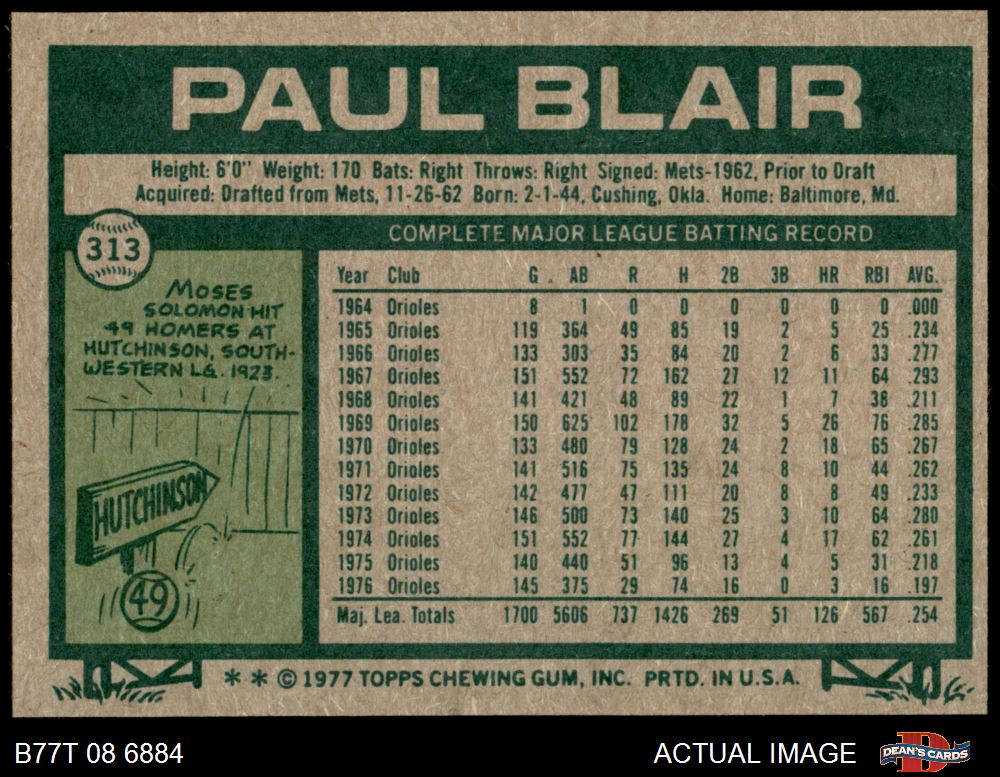 PAUL BLAIR
Height: 6'0" Weight: 170 Bats: Right Throws: Right Signed: Mets-1962, Prior to Draft
Acquired: Drafted from Mets, 11-26-62 Born: 2-1-44, Cushing, Okla. Home: Baltimore, Md.
313
MOSES
SOLOMON HIT
49 HOMERS AT
HUTCHINSON, SOUTH-
WESTERN LG. 1923.
HUTCHINSON
49
COMPLETE MAJOR LEAGUE BATTING RECORD
Year Club G. AB R H 2B 3B HR RBI AVG.
1964 Orioles 8 1 0 0 0 0 0 0 .000
1965 Orioles 119 364 49 85 19 2 5 25 .234
1966 Orioles 133 303 35 84 20 2 6 33 .277
1967 Orioles 151 552 72 162 27 12 11 64 .293
1968 Orioles 141 421 48 89 22 1 7 38 .211
1969 Orioles 150 625 102 178 32 5 26 76 .285
1970 Orioles 133 480 79 128 24 2 18 65 .267
1971 Orioles 141 516 75 135 24 8 10 44 .262
1972 Orioles 142 477 47 111 20 8 8 49 .233
1973 Orioles 146 500 73 140 25 3 10 64 .280
1974 Orioles 151 552 77 144 27 4 17 62 .261
1975 Orioles 140 440 51 96 13 4 5 31 .218
1976 Orioles 145 375 29 74 16 0 3 16 .197
Maj. Lea. Totals 1700 5606 737 1426 269 51 126 567 .254
* * © 1977 TOPPS CHEWING GUM, INC. PRTD. IN U.S.A.
B77T 08 6884
ACTUAL IMAGE
DEAN'S CARDS